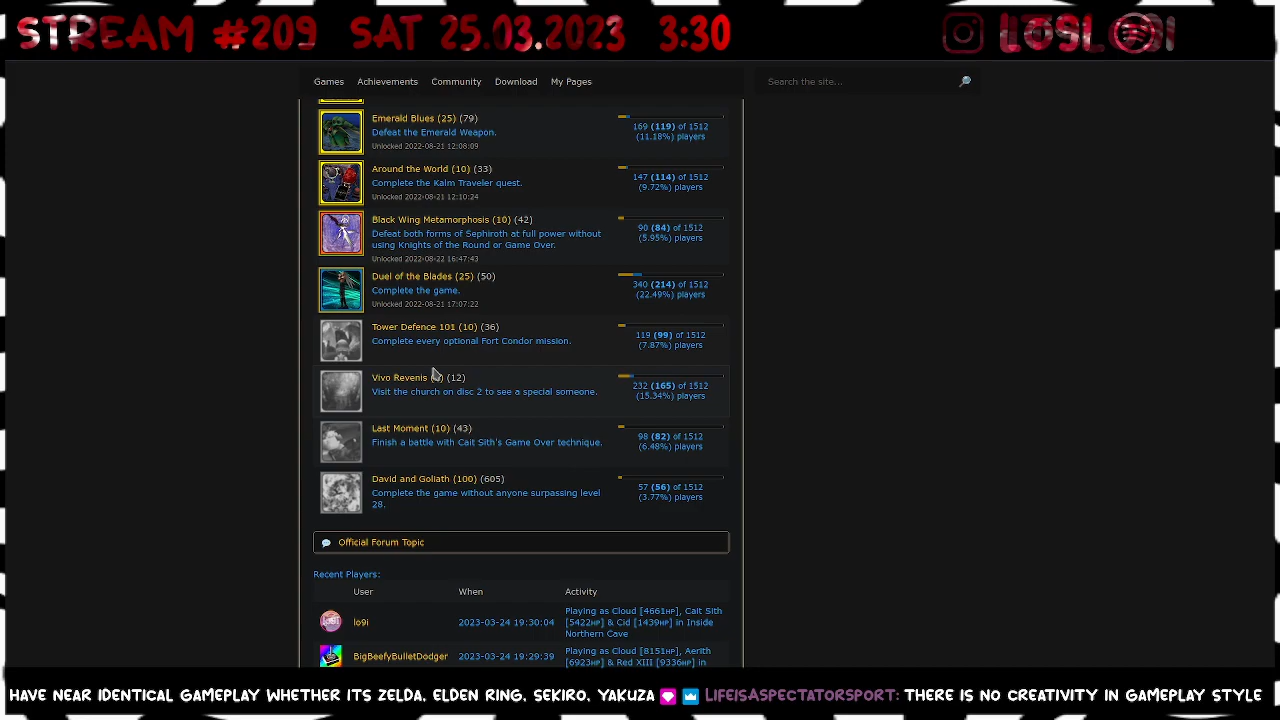 STREAM #209 SAT 25.03.2023 3:30 LO9LO9I
Games Achievements Community Download My Pages Search the site...
Emerald Blues (25) (79)
Defeat the Emerald Weapon.
Unlocked 2022-08-21 12:08:09
169 (119) of 1512
(11.18%) players
Around the World (10) (33)
Complete the Kalm Traveler quest.
Unlocked 2022-08-21 12:10:24
147 (114) of 1512
(9.72%) players
Black Wing Metamorphosis (10) (42)
Defeat both forms of Sephiroth at full power without
using Knights of the Round or Game Over.
Unlocked 2022-08-22 16:47:43
90 (84) of 1512
(5.95%) players
Duel of the Blades (25) (50)
Complete the game.
Unlocked 2022-08-21 17:07:22
340 (214) of 1512
(22.49%) players
Tower Defence 101 (10) (36)
Complete every optional Fort Condor mission.
119 (99) of 1512
(7.87%) players
Vivo Revenis (12)
Visit the church on disc 2 to see a special someone.
232 (165) of 1512
(15.34%) players
Last Moment (10) (43)
Finish a battle with Cait Sith's Game Over technique.
98 (82) of 1512
(6.48%) players
David and Goliath (100) (605)
Complete the game without anyone surpassing level
28.
57 (56) of 1512
(3.77%) players
Official Forum Topic
Recent Players:
User When Activity
lo9i 2023-03-24 19:30:04 Playing as Cloud [4661HP], Cait Sith
[5422HP] & Cid [1439HP] in Inside
Northern Cave
BigBeefyBulletDodger 2023-03-24 19:29:39 Playing as Cloud [8151HP], Aerith
[6923HP] & Red XIII [9336HP] in
HAVE NEAR IDENTICAL GAMEPLAY WHETHER ITS ZELDA, ELDEN RING, SEKIRO, YAKUZA LIFEISASPECTATORSPORT: THERE IS NO CREATIVITY IN GAMEPLAY STYLE